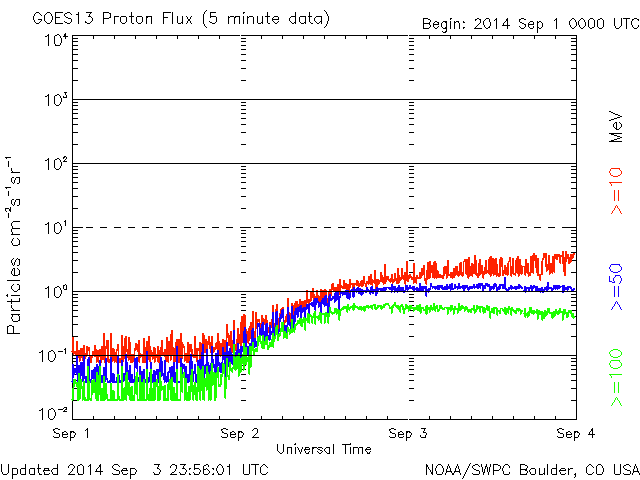 GOES13 Proton Flux (5 minute data)
Begin: 2014 Sep 1 0000 UTC
Particles cm⁻²s⁻¹sr⁻¹
10⁴
10³
10²
10¹
10⁰
10⁻¹
10⁻²
Sep 1 Sep 2 Sep 3 Sep 4
Universal Time
MeV
>=10
>=50
>=100
Updated 2014 Sep 3 23:56:01 UTC
NOAA/SWPC Boulder, CO USA